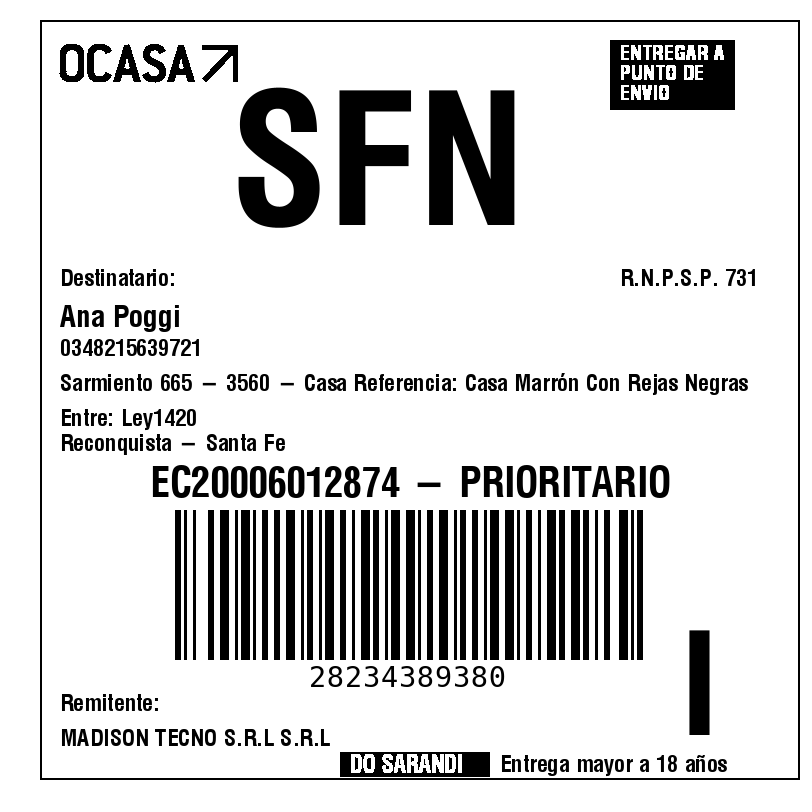 OCASA
ENTREGAR A
PUNTO DE
ENVIO
SFN
Destinatario:
R.N.P.S.P. 731
Ana Poggi
0348215639721
Sarmiento 665 – 3560 – Casa Referencia: Casa Marrón Con Rejas Negras
Entre: Ley1420
Reconquista – Santa Fe
EC20006012874 – PRIORITARIO
28234389380
Remitente:
MADISON TECNO S.R.L S.R.L
DO SARANDI
Entrega mayor a 18 años